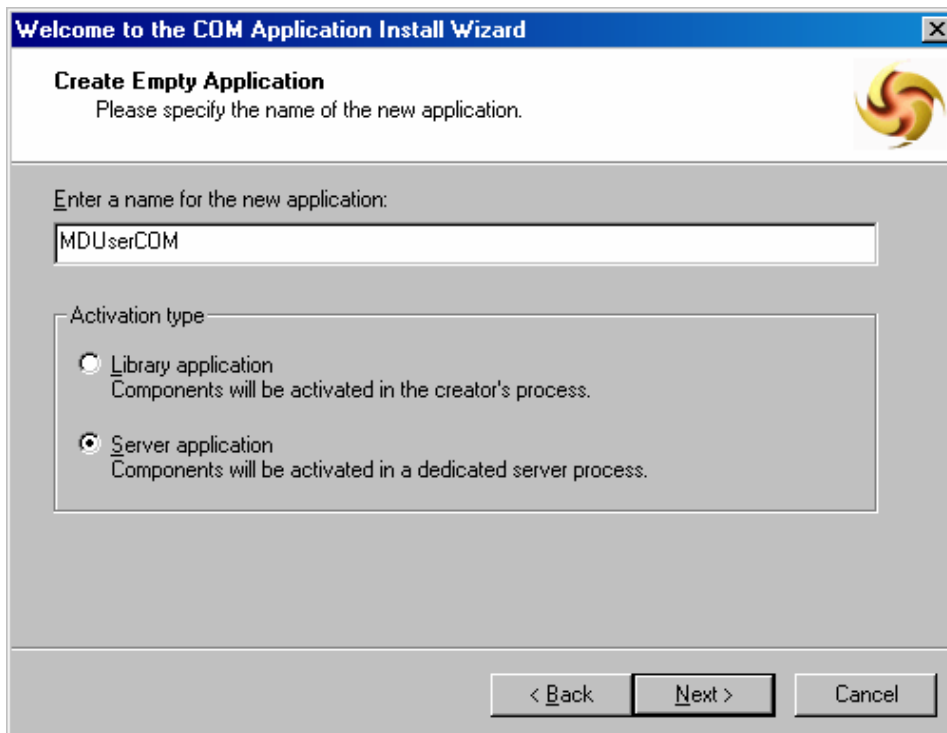 Welcome to the COM Application Install Wizard
Create Empty Application
Please specify the name of the new application.
Enter a name for the new application:
MDUserCOM
Activation type
Library application
Components will be activated in the creator's process.
Server application
Components will be activated in a dedicated server process.
< Back Next > Cancel